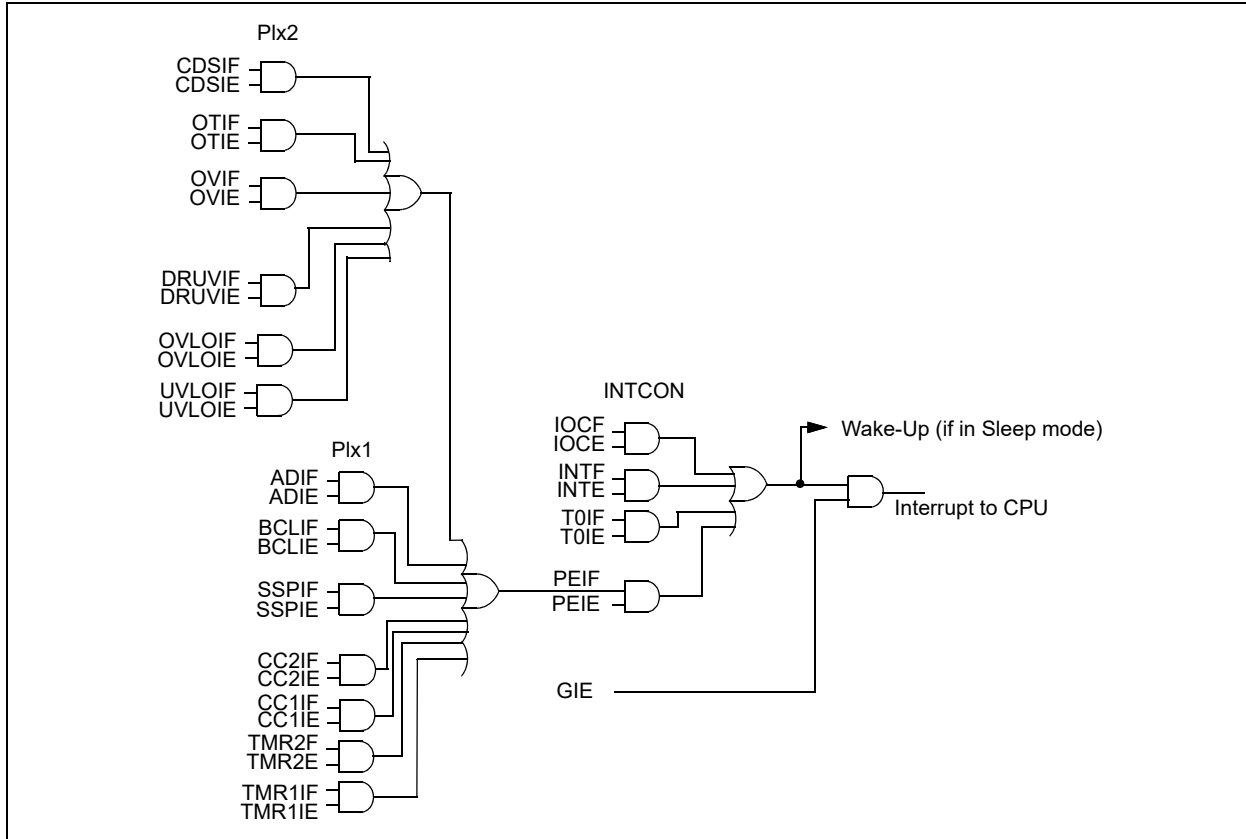 PIx2
CDSIF
CDSIE
OTIF
OTIE
OVIF
OVIE
DRUVIF
DRUVIE
OVLOIF
OVLOIE
UVLOIF
UVLOIE
PIx1
ADIF
ADIE
BCLIF
BCLIE
SSPIF
SSPIE
CC2IF
CC2IE
CC1IF
CC1IE
TMR2F
TMR2E
TMR1IF
TMR1IE
INTCON
IOCF
IOCE
INTF
INTE
T0IF
T0IE
PEIF
PEIE
GIE
Wake-Up (if in Sleep mode)
Interrupt to CPU